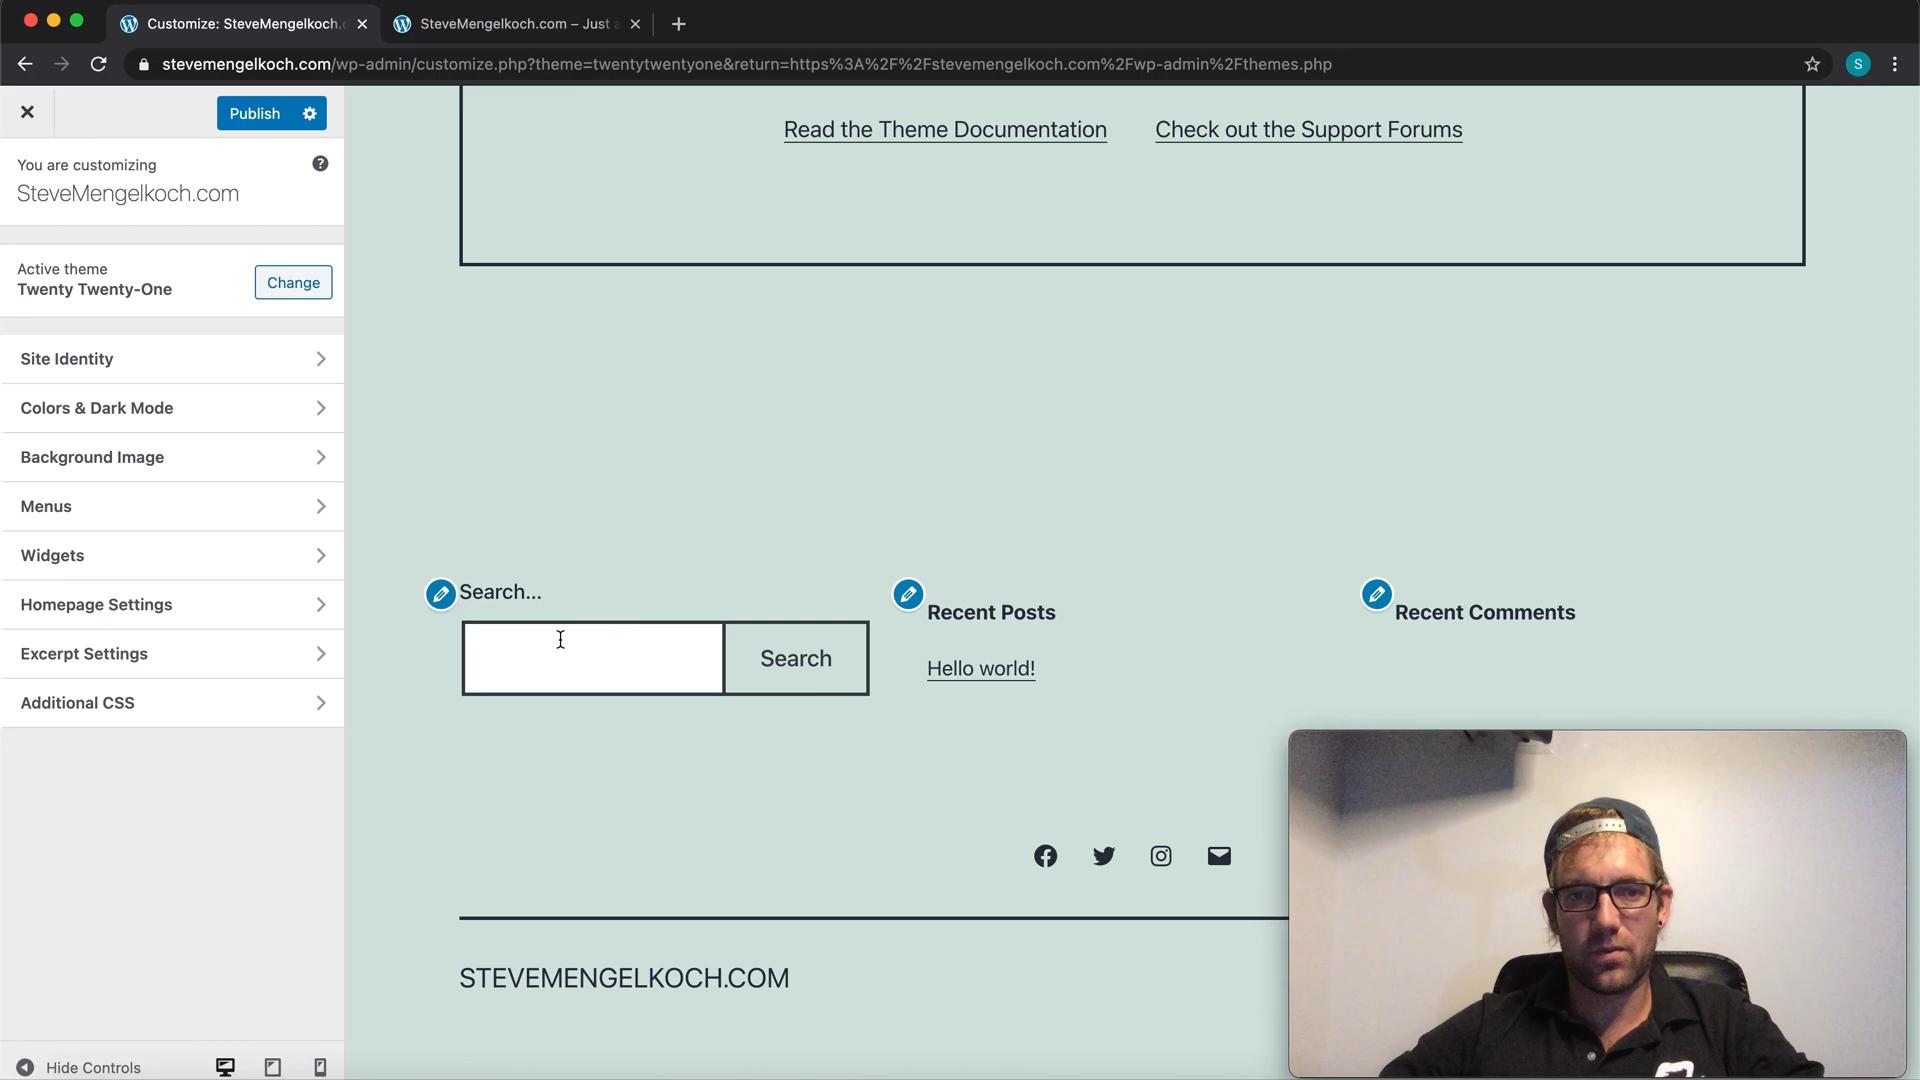 Customize: SteveMengelkoch.
SteveMengelkoch.com – Just
stevemengelkoch.com/wp-admin/customize.php?theme=twentytwentyone&return=https%3A%2F%2Fstevemengelkoch.com%2Fwp-admin%2Fthemes.php
S
Publish
You are customizing
SteveMengelkoch.com
Active theme
Twenty Twenty-One
Change
Site Identity
Colors & Dark Mode
Background Image
Menus
Widgets
Homepage Settings
Excerpt Settings
Additional CSS
Hide Controls
Read the Theme Documentation
Check out the Support Forums
Search...
Search
Recent Posts
Hello world!
Recent Comments
STEVEMENGELKOCH.COM